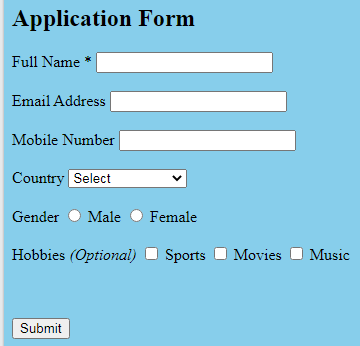 Application Form
Full Name *
Email Address
Mobile Number
Country Select
Gender Male Female
Hobbies (Optional) Sports Movies Music
Submit